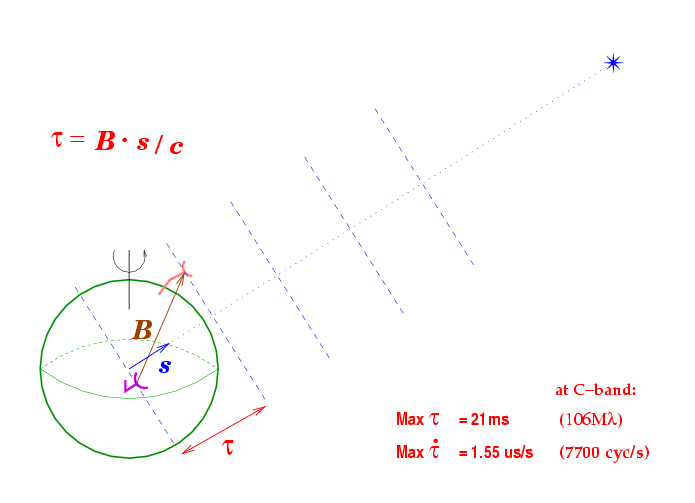 τ = B · s / c
B
s
τ
at C–band:
Max τ = 21ms (106Mλ)
Max τ̇ = 1.55 us/s (7700 cyc/s)